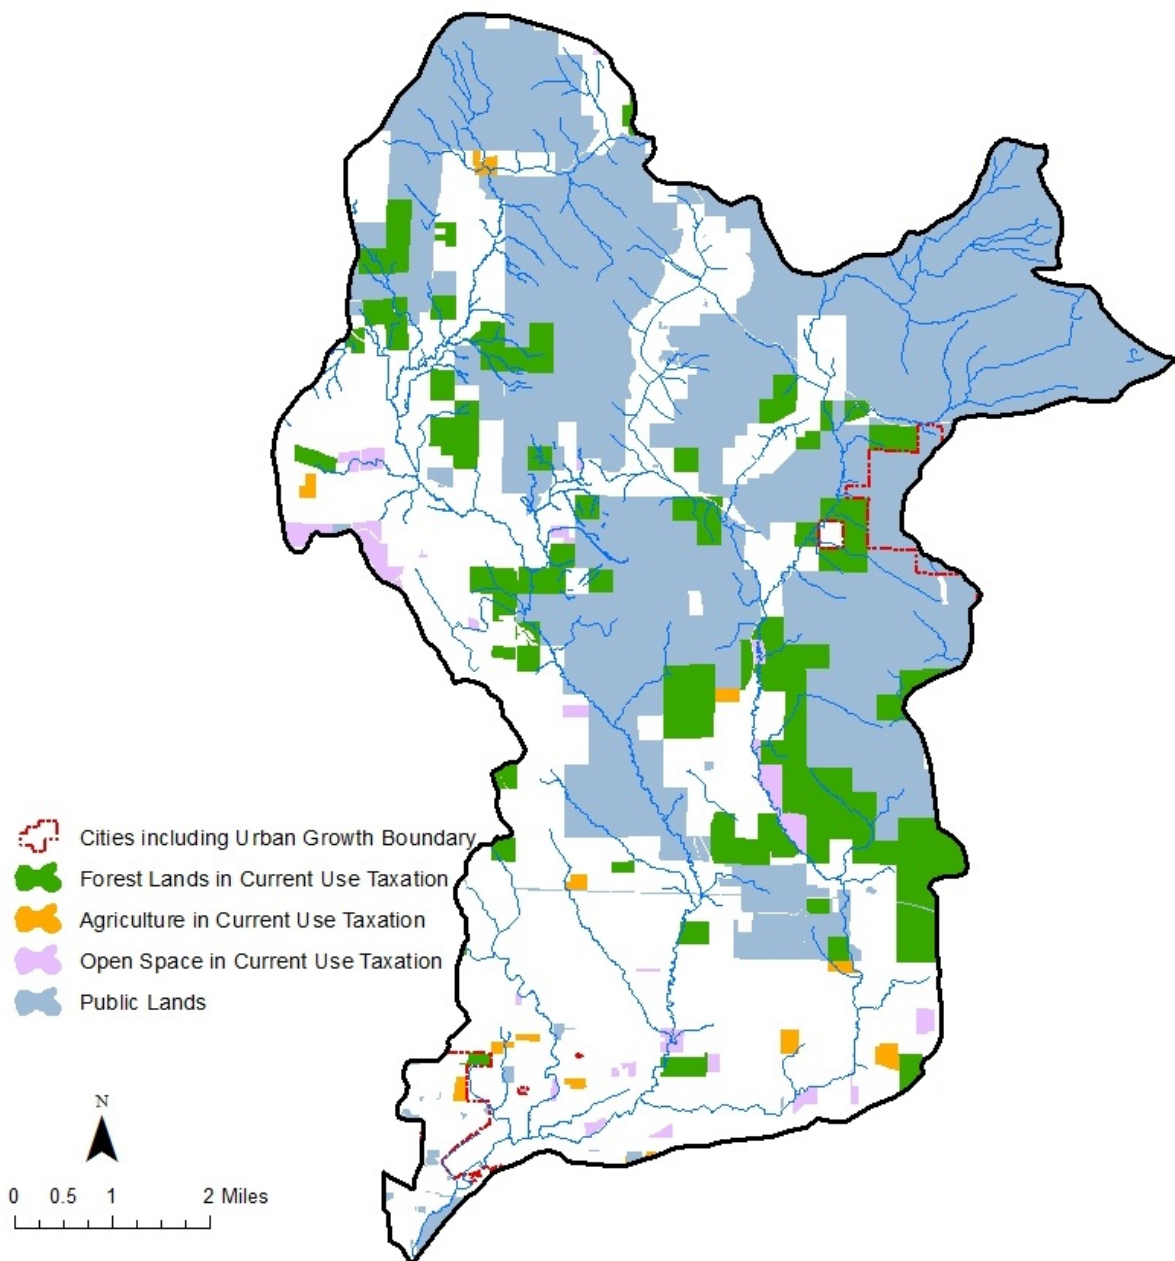 Cities including Urban Growth Boundary
Forest Lands in Current Use Taxation
Agriculture in Current Use Taxation
Open Space in Current Use Taxation
Public Lands
N
0 0.5 1 2 Miles